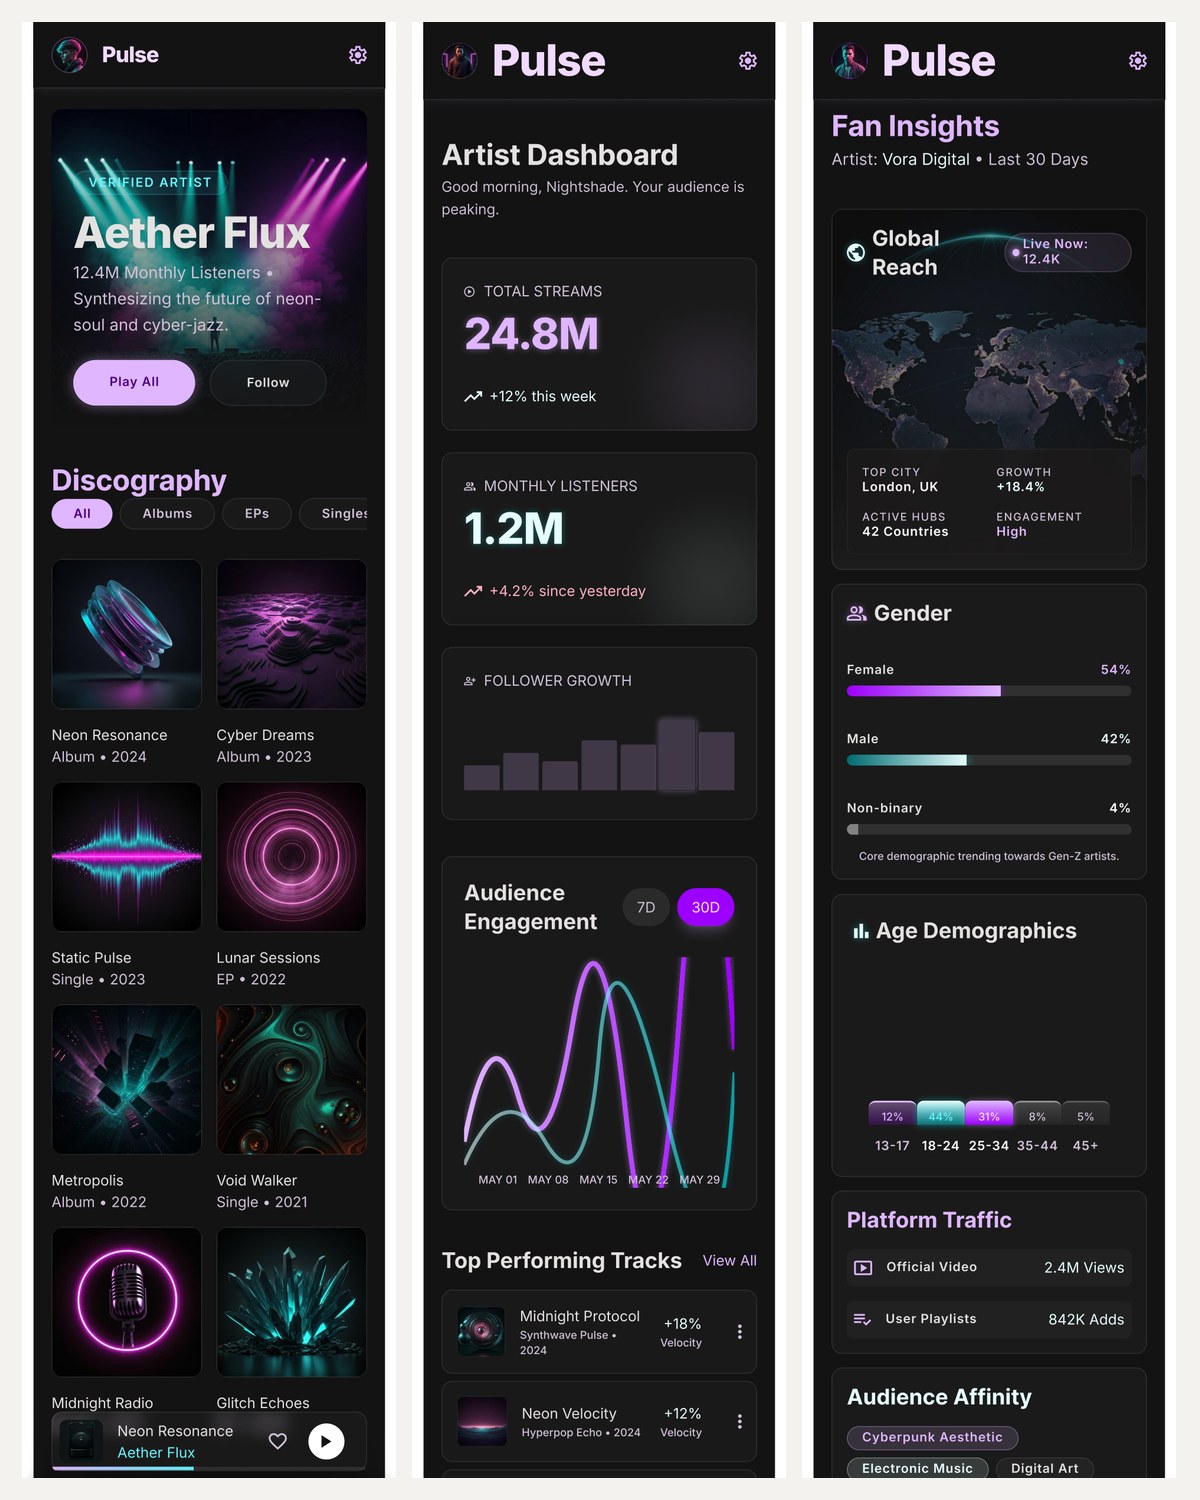 Pulse
VERIFIED ARTIST
Aether Flux
12.4M Monthly Listeners •
Synthesizing the future of neon-
soul and cyber-jazz.
Play All
Follow
Discography
All
Albums
EPs
Singles
Neon Resonance
Album • 2024
Cyber Dreams
Album • 2023
Static Pulse
Single • 2023
Lunar Sessions
EP • 2022
Metropolis
Album • 2022
Void Walker
Single • 2021
Midnight Radio
Glitch Echoes
Neon Resonance
Aether Flux
Pulse
Artist Dashboard
Good morning, Nightshade. Your audience is
peaking.
TOTAL STREAMS
24.8M
+12% this week
MONTHLY LISTENERS
1.2M
+4.2% since yesterday
FOLLOWER GROWTH
Audience
Engagement
7D
30D
MAY 01
MAY 08
MAY 15
MAY 22
MAY 29
Top Performing Tracks
View All
Midnight Protocol
Synthwave Pulse •
2024
+18%
Velocity
Neon Velocity
Hyperpop Echo • 2024
+12%
Velocity
Pulse
Fan Insights
Artist: Vora Digital • Last 30 Days
Global
Reach
Live Now:
12.4K
TOP CITY
London, UK
GROWTH
+18.4%
ACTIVE HUBS
42 Countries
ENGAGEMENT
High
Gender
Female
54%
Male
42%
Non-binary
4%
Core demographic trending towards Gen-Z artists.
Age Demographics
12%
44%
31%
8%
5%
13-17
18-24
25-34
35-44
45+
Platform Traffic
Official Video
2.4M Views
User Playlists
842K Adds
Audience Affinity
Cyberpunk Aesthetic
Electronic Music
Digital Art